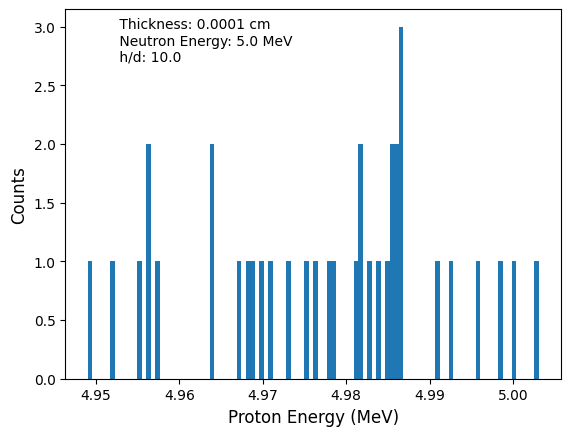 Thickness: 0.0001 cm
Neutron Energy: 5.0 MeV
h/d: 10.0
3.0
2.5
2.0
1.5
1.0
0.5
0.0
Counts
4.95 4.96 4.97 4.98 4.99 5.00
Proton Energy (MeV)